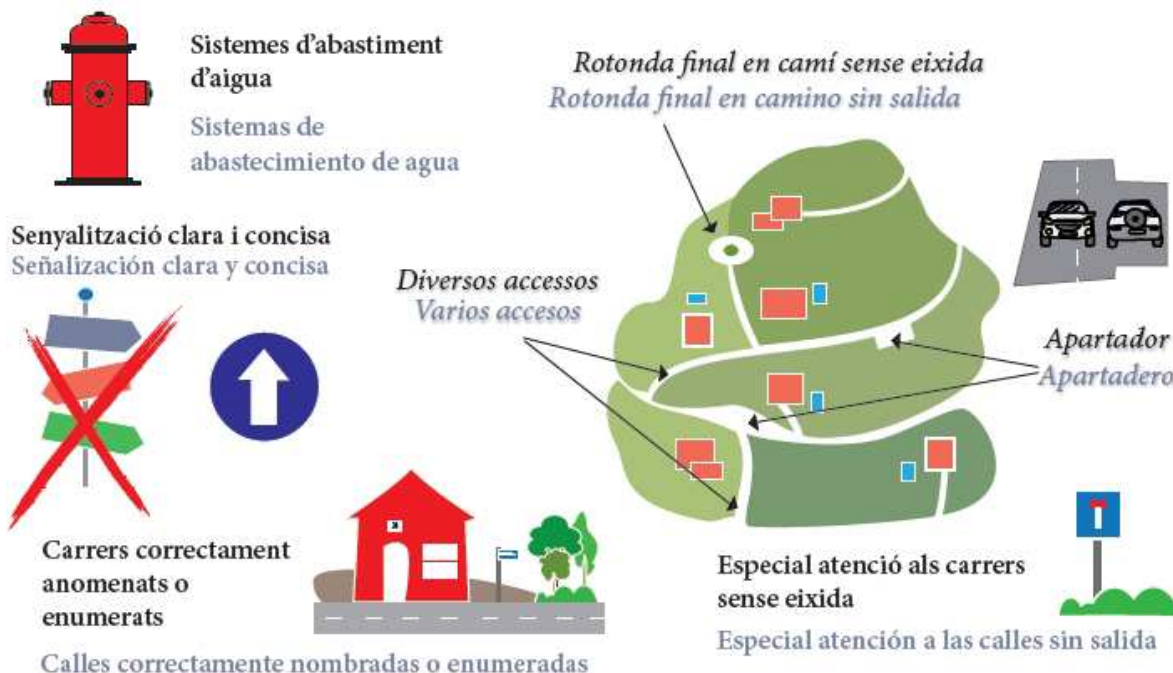 Sistemes d'abastiment
d'aigua
Sistemas de
abastecimiento de agua
Rotonda final en camí sense eixida
Rotonda final en camino sin salida
Senyalització clara i concisa
Señalización clara y concisa
Diversos accessos
Varios accesos
Apartador
Apartadero
Carrers correctament
anomenats o
enumerats
Calles correctamente nombradas o enumeradas
Especial atenció als carrers
sense eixida
Especial atención a las calles sin salida